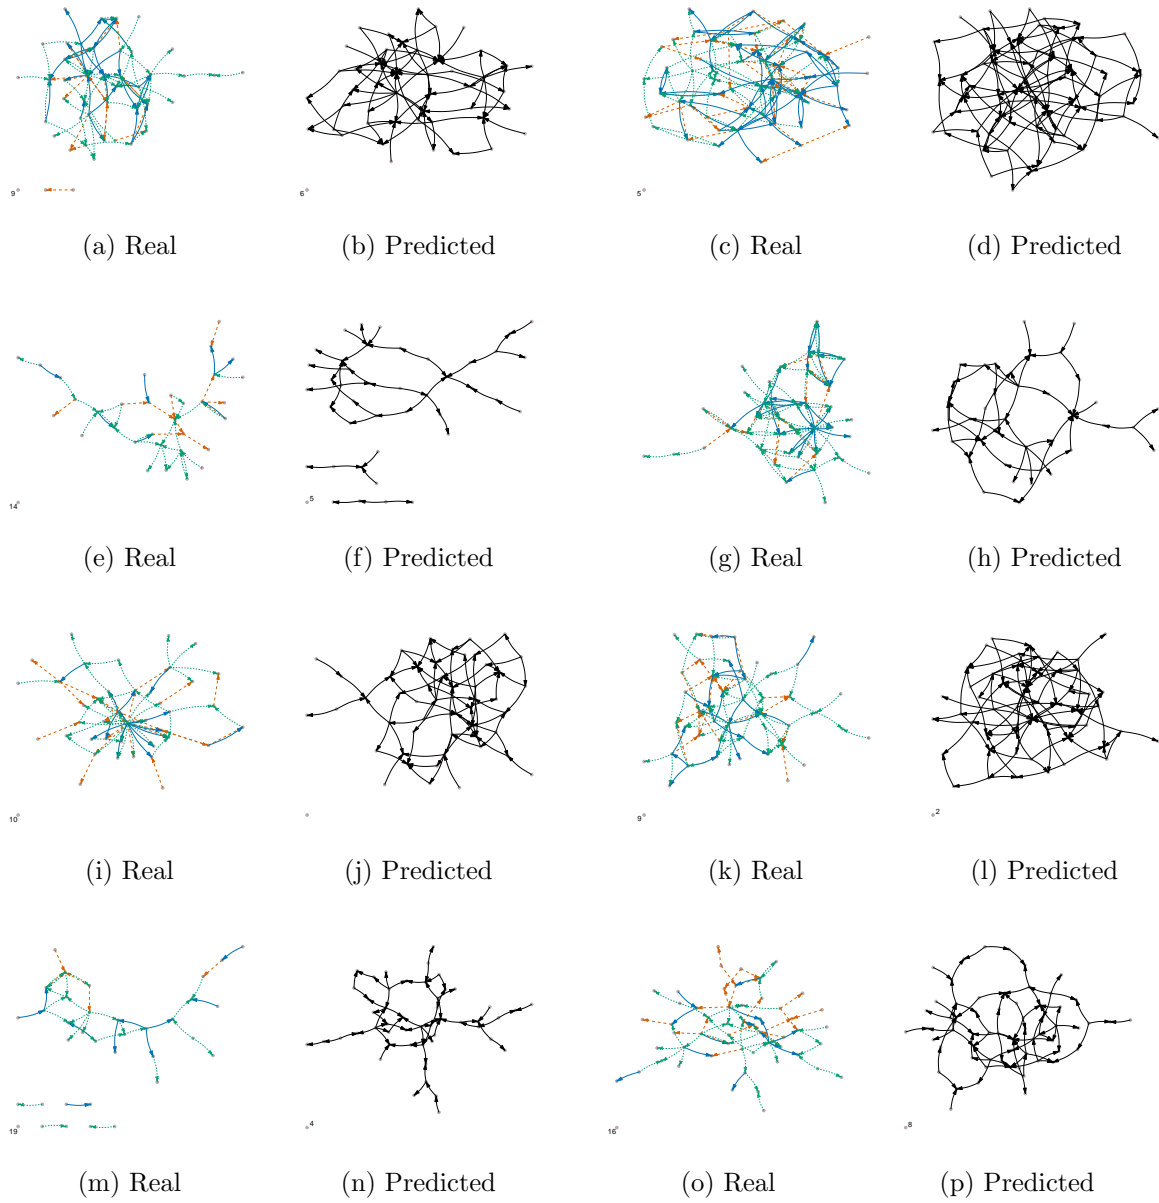 9 6 5
(a) Real (b) Predicted (c) Real (d) Predicted
14 5
(e) Real (f) Predicted (g) Real (h) Predicted
10 9 2
(i) Real (j) Predicted (k) Real (l) Predicted
19 4 16 8
(m) Real (n) Predicted (o) Real (p) Predicted